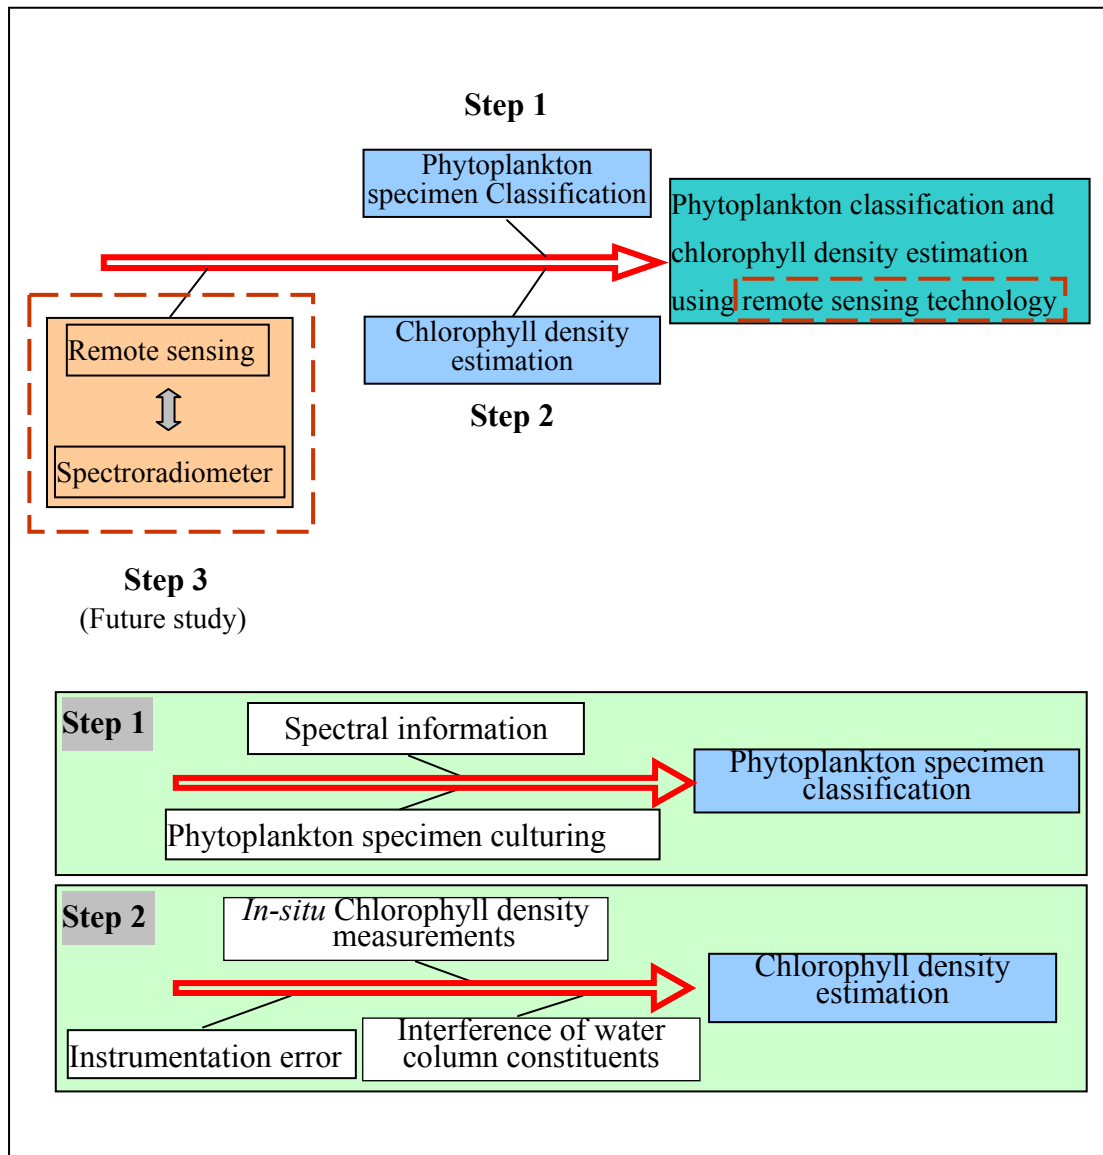 Step 1
Phytoplankton
specimen Classification
Phytoplankton classification and
chlorophyll density estimation
using remote sensing technology
Chlorophyll density
estimation
Step 2
Remote sensing
Spectroradiometer
Step 3
(Future study)
Step 1
Spectral information
Phytoplankton specimen
classification
Phytoplankton specimen culturing
Step 2
In-situ Chlorophyll density
measurements
Chlorophyll density
estimation
Instrumentation error
Interference of water
column constituents